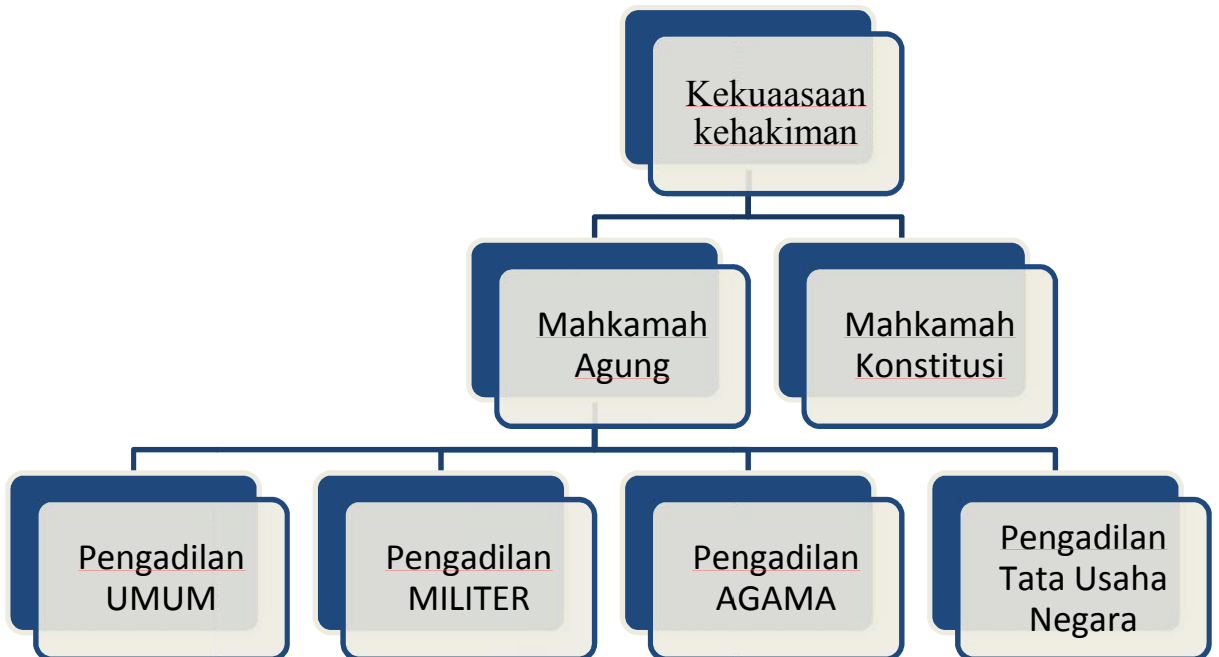 Kekuaasaan
kehakiman
Mahkamah
Agung
Mahkamah
Konstitusi
Pengadilan
UMUM
Pengadilan
MILITER
Pengadilan
AGAMA
Pengadilan
Tata Usaha
Negara